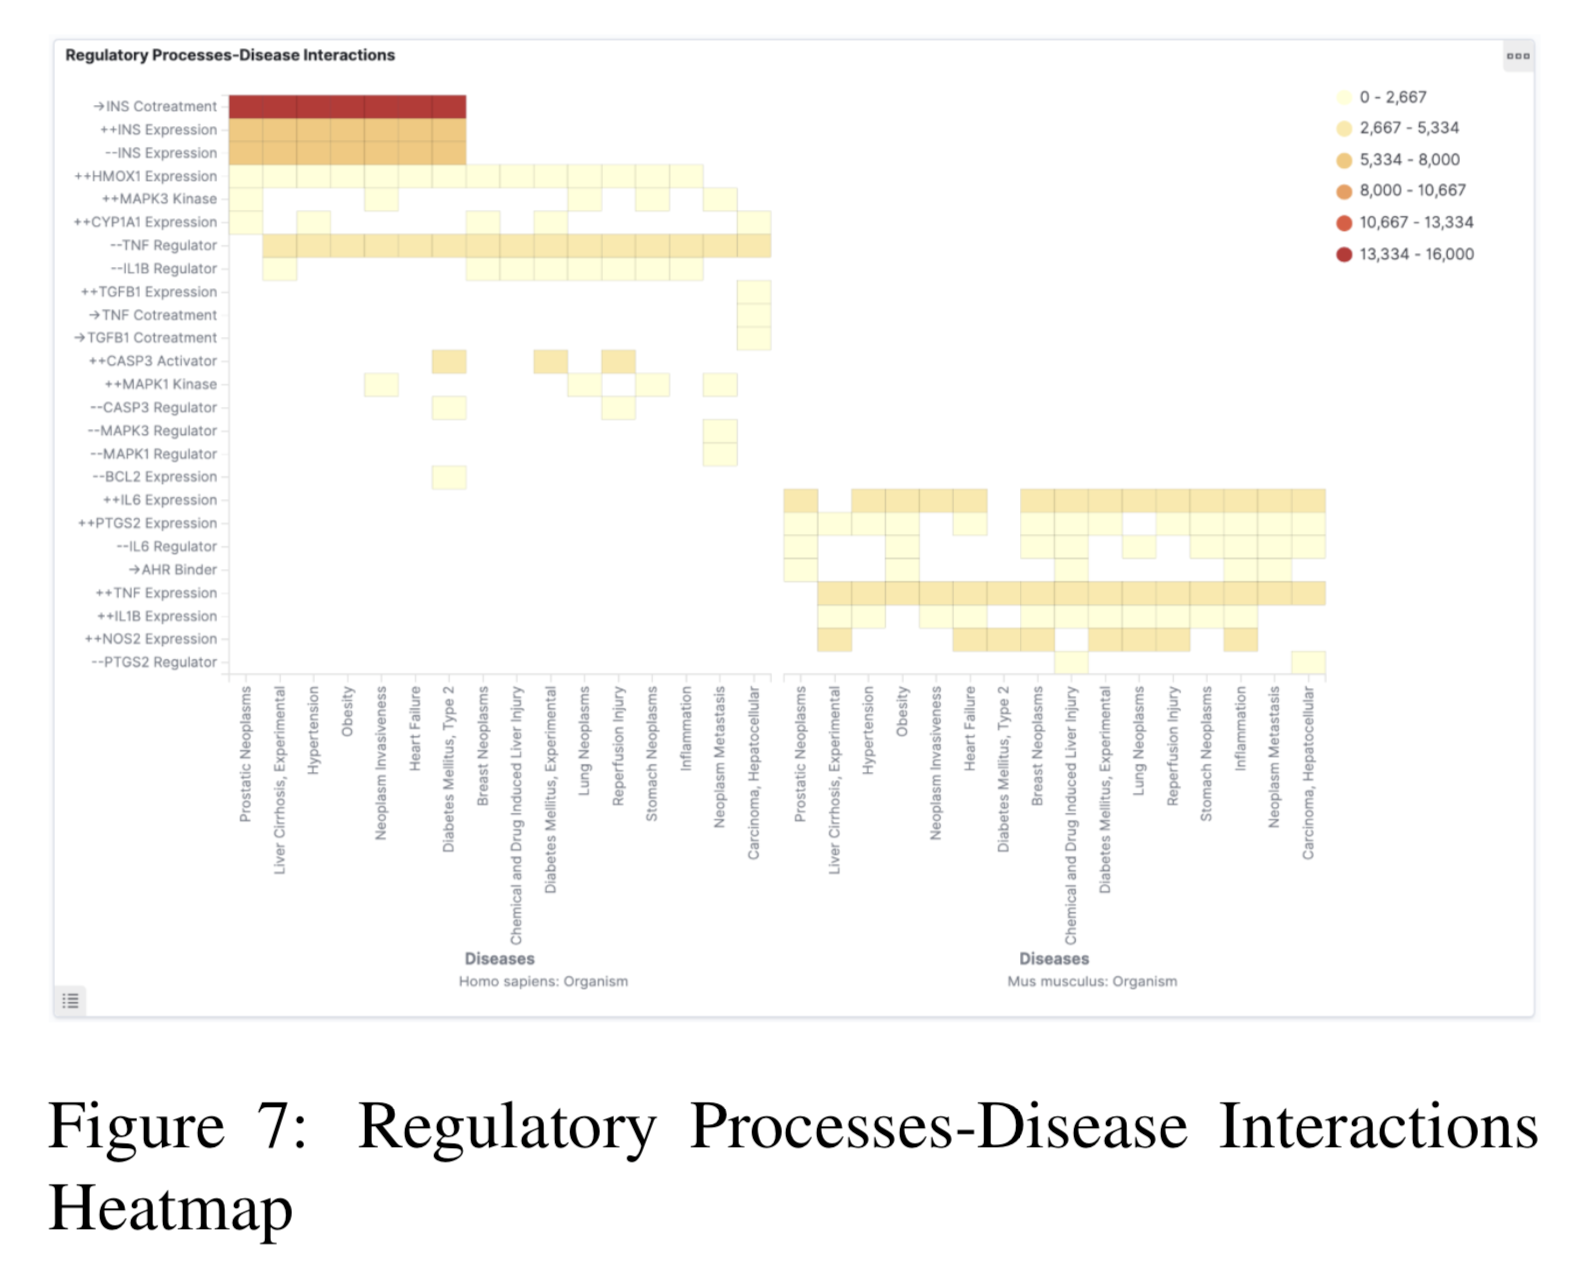 Regulatory Processes-Disease Interactions
→INS Cotreatment
++INS Expression
--INS Expression
++HMOX1 Expression
++MAPK3 Kinase
++CYP1A1 Expression
--TNF Regulator
--IL1B Regulator
++TGFB1 Expression
→TNF Cotreatment
→TGFB1 Cotreatment
++CASP3 Activator
++MAPK1 Kinase
--CASP3 Regulator
--MAPK3 Regulator
--MAPK1 Regulator
--BCL2 Expression
++IL6 Expression
++PTGS2 Expression
--IL6 Regulator
→AHR Binder
++TNF Expression
++IL1B Expression
++NOS2 Expression
--PTGS2 Regulator
0 - 2,667
2,667 - 5,334
5,334 - 8,000
8,000 - 10,667
10,667 - 13,334
13,334 - 16,000
Prostatic Neoplasms
Liver Cirrhosis, Experimental
Hypertension
Obesity
Neoplasm Invasiveness
Heart Failure
Diabetes Mellitus, Type 2
Breast Neoplasms
Chemical and Drug Induced Liver Injury
Diabetes Mellitus, Experimental
Lung Neoplasms
Reperfusion Injury
Stomach Neoplasms
Inflammation
Neoplasm Metastasis
Carcinoma, Hepatocellular
Prostatic Neoplasms
Liver Cirrhosis, Experimental
Hypertension
Obesity
Neoplasm Invasiveness
Heart Failure
Diabetes Mellitus, Type 2
Breast Neoplasms
Chemical and Drug Induced Liver Injury
Diabetes Mellitus, Experimental
Lung Neoplasms
Reperfusion Injury
Stomach Neoplasms
Inflammation
Neoplasm Metastasis
Carcinoma, Hepatocellular
Diseases
Homo sapiens: Organism
Diseases
Mus musculus: Organism
Figure 7: Regulatory Processes-Disease Interactions
Heatmap